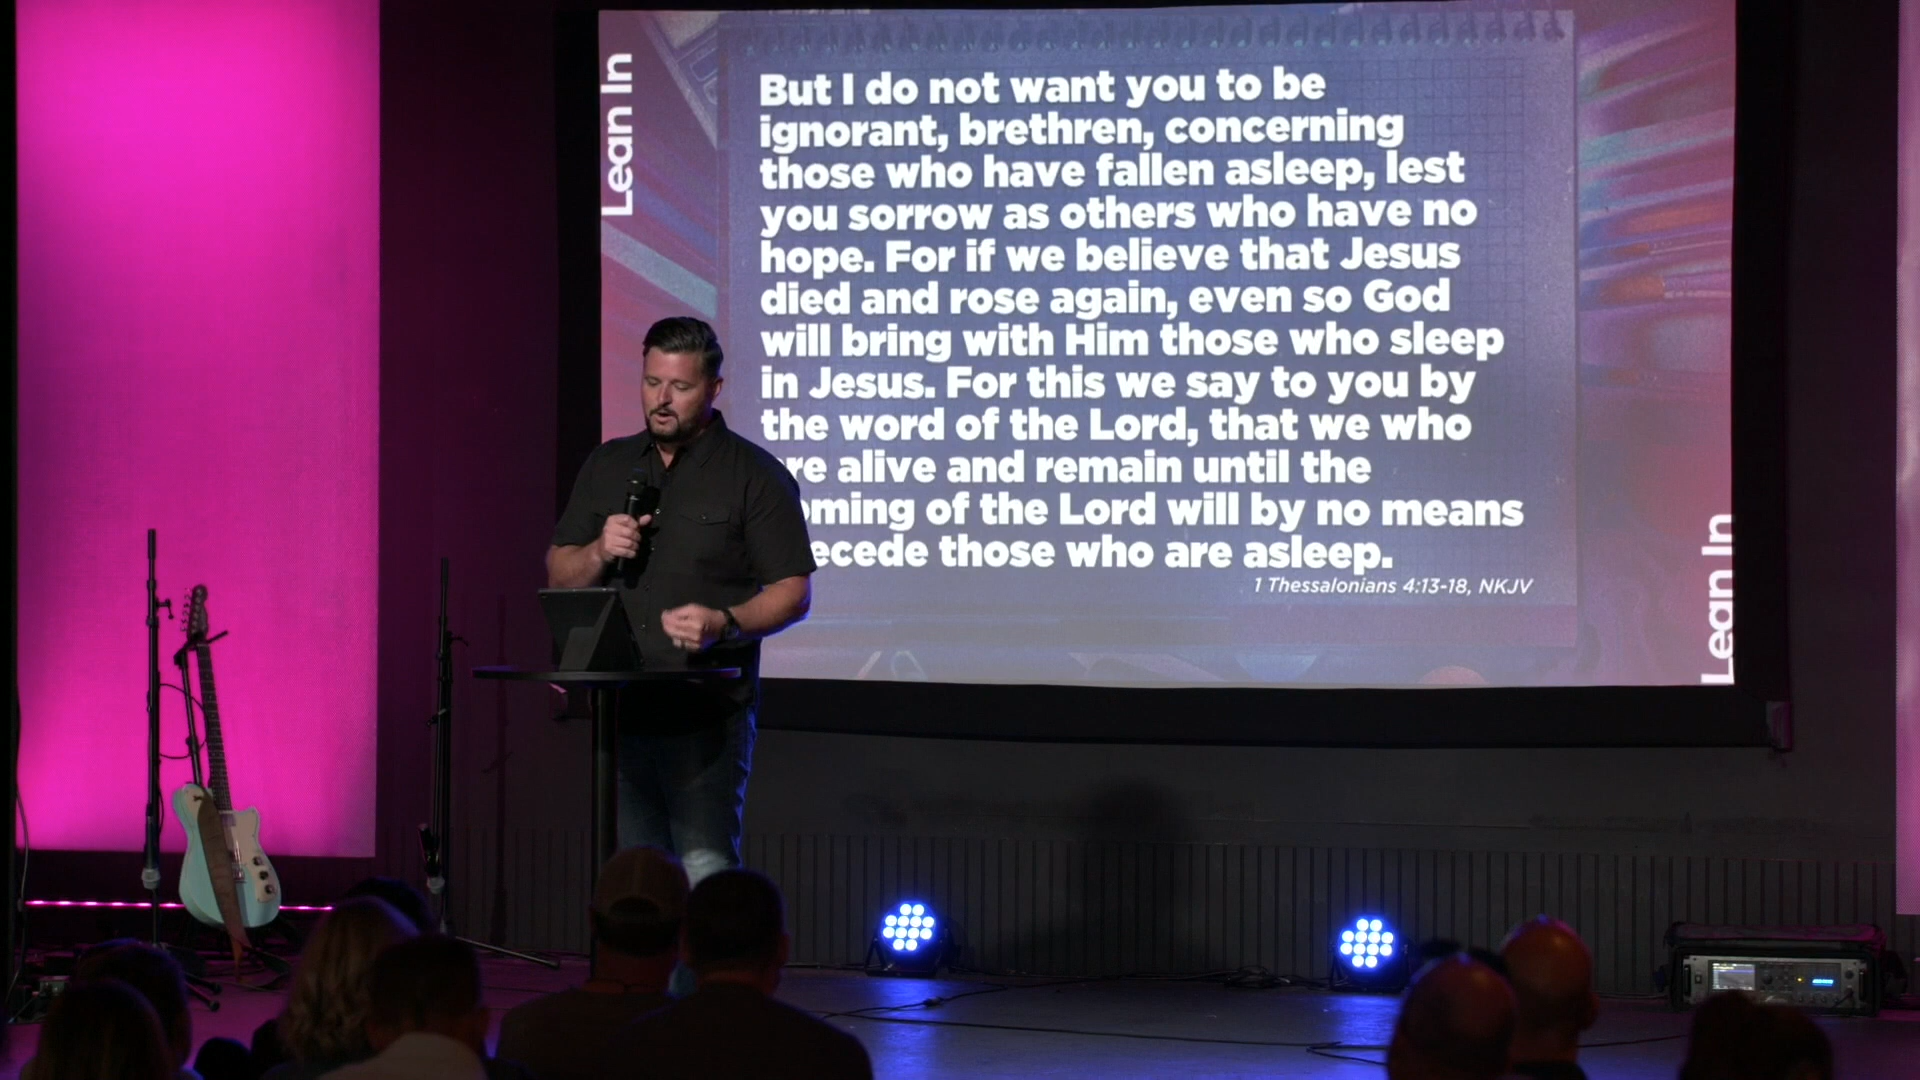 Lean In
But I do not want you to be
ignorant, brethren, concerning
those who have fallen asleep, lest
you sorrow as others who have no
hope. For if we believe that Jesus
died and rose again, even so God
will bring with Him those who sleep
in Jesus. For this we say to you by
the word of the Lord, that we who
re alive and remain until the
oming of the Lord will by no means
ecede those who are asleep.
1 Thessalonians 4:13-18, NKJV
Lean In